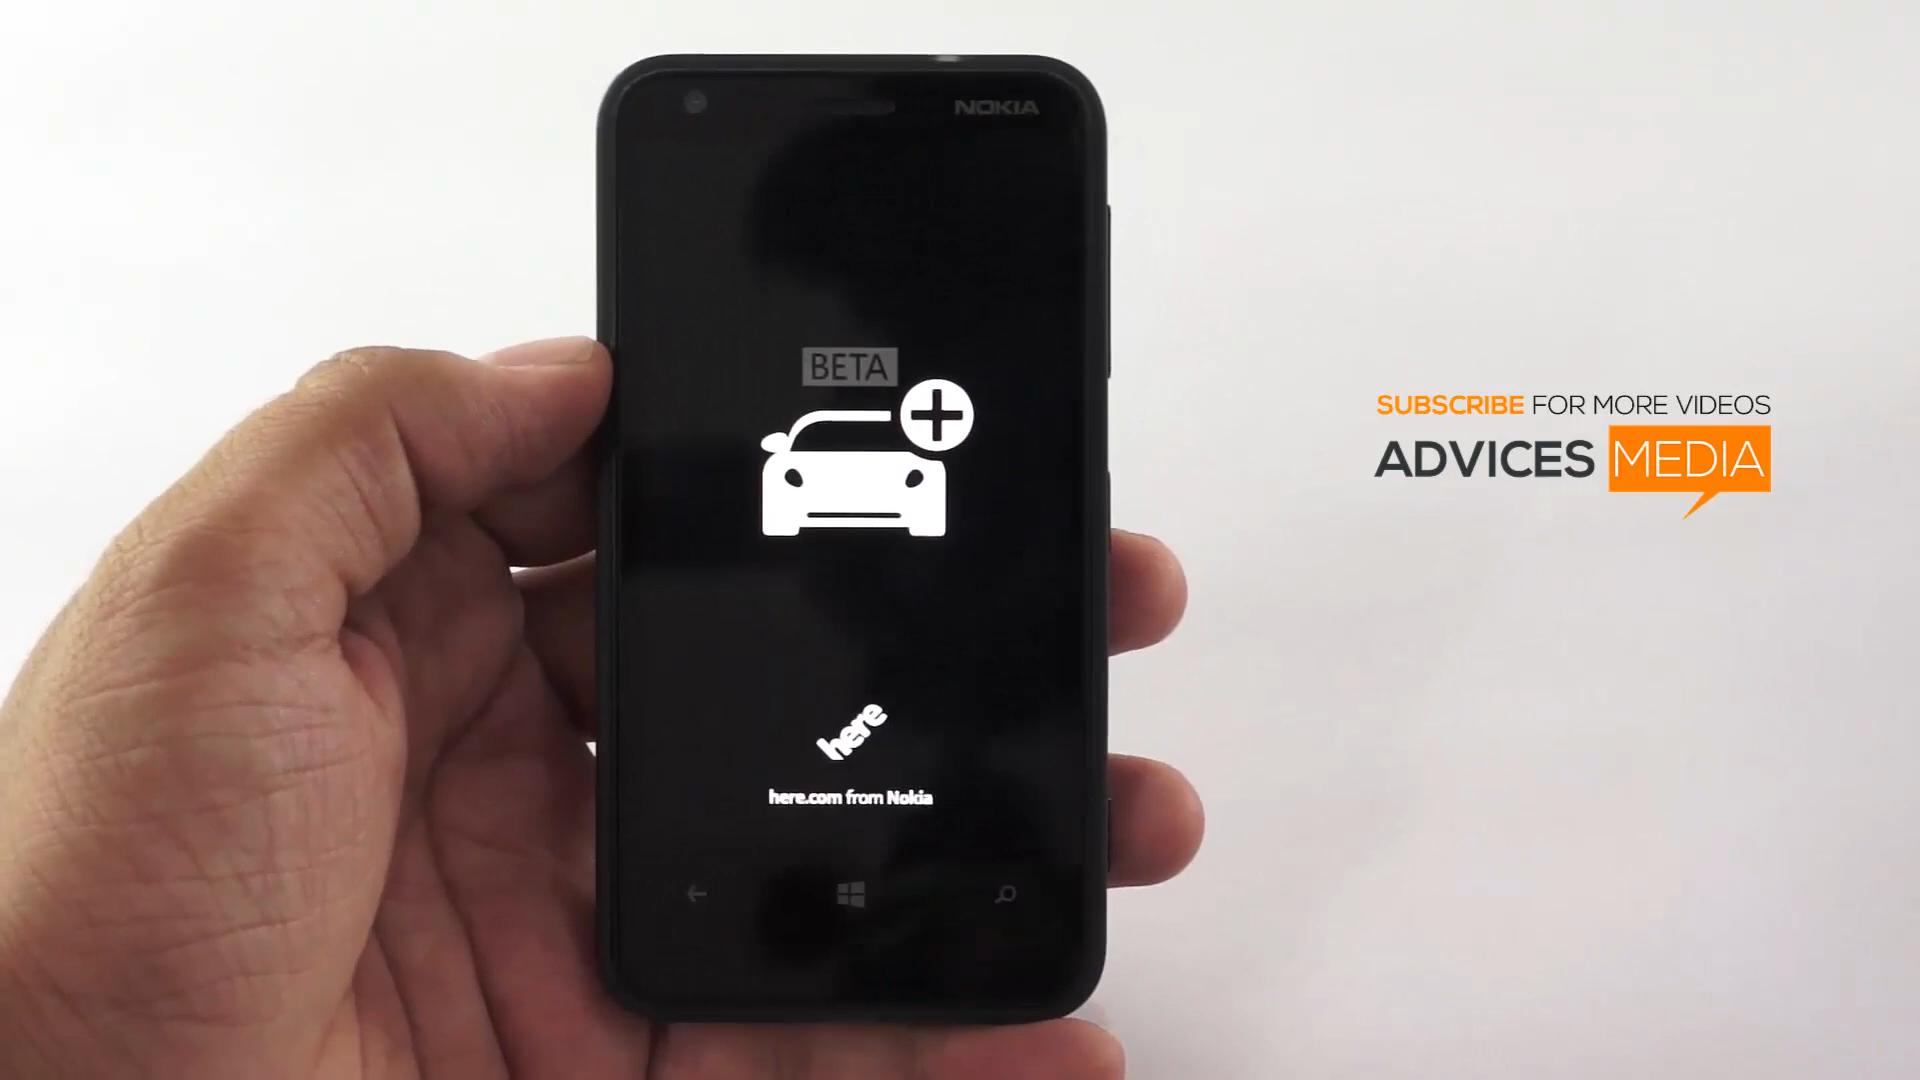 NOKIA
BETA
here
here.com from Nokia
SUBSCRIBE FOR MORE VIDEOS
ADVICES MEDIA